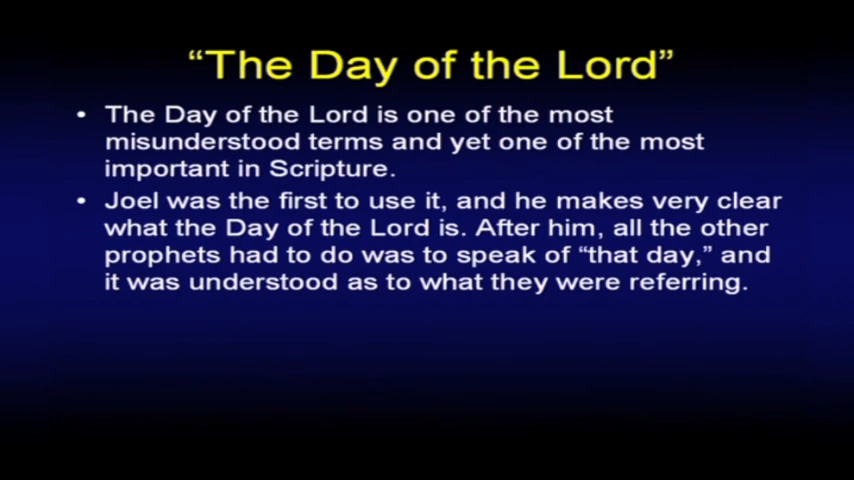 “The Day of the Lord”
• The Day of the Lord is one of the most
misunderstood terms and yet one of the most
important in Scripture.
• Joel was the first to use it, and he makes very clear
what the Day of the Lord is. After him, all the other
prophets had to do was to speak of “that day,” and
it was understood as to what they were referring.